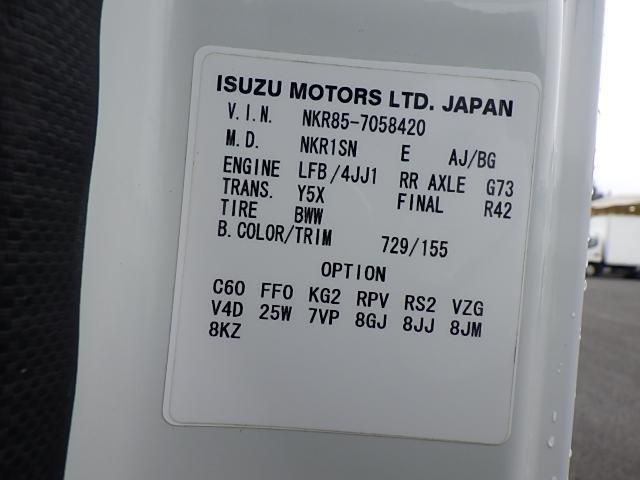 ISUZU MOTORS LTD. JAPAN
V.I.N. NKR85-7058420
M.D. NKR1SN E AJ/BG
ENGINE LFB/4JJ1 RR AXLE G73
TRANS. Y5X FINAL R42
TIRE BWW
B.COLOR/TRIM 729/155
OPTION
C60 FF0 KG2 RPV RS2 VZG
V4D 25W 7VP 8GJ 8JJ 8JM
8KZ